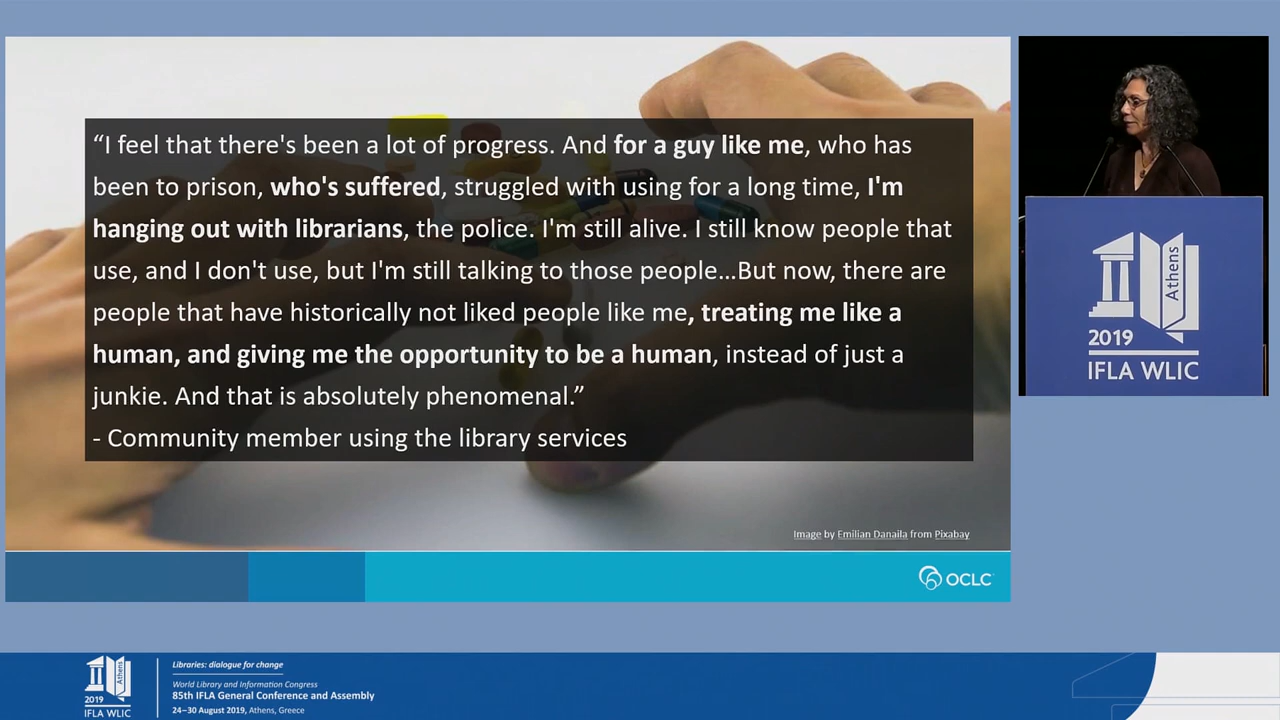 “I feel that there's been a lot of progress. And for a guy like me, who has
been to prison, who's suffered, struggled with using for a long time, I'm
hanging out with librarians, the police. I'm still alive. I still know people that
use, and I don't use, but I'm still talking to those people…But now, there are
people that have historically not liked people like me, treating me like a
human, and giving me the opportunity to be a human, instead of just a
junkie. And that is absolutely phenomenal.”
- Community member using the library services
Image by Emilian Danaila from Pixabay
OCLC
Athens
2019
IFLA WLIC
Athens
2019
IFLA WLIC
Libraries: dialogue for change
World Library and Information Congress
85th IFLA General Conference and Assembly
24–30 August 2019, Athens, Greece